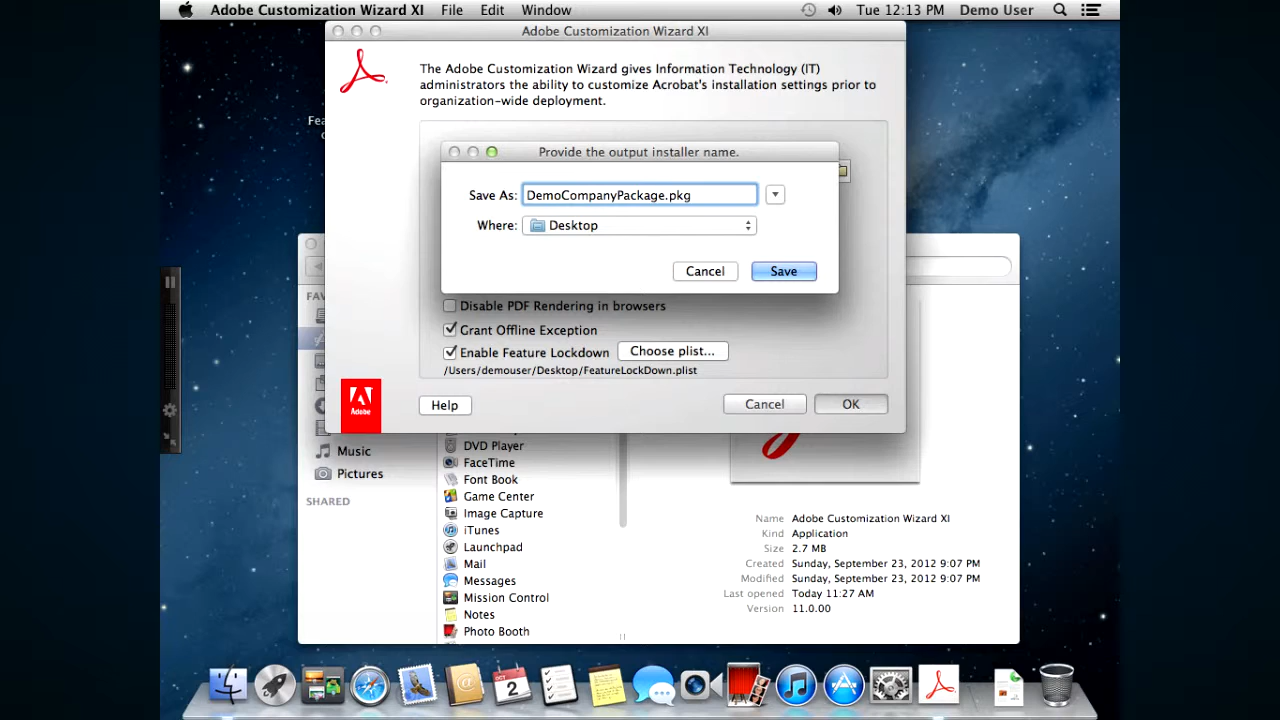 Adobe Customization Wizard XI File Edit Window Tue 12:13 PM Demo User
Adobe Customization Wizard XI
The Adobe Customization Wizard gives Information Technology (IT)
administrators the ability to customize Acrobat's installation settings prior to
organization-wide deployment.
Provide the output installer name.
Save As: DemoCompanyPackage.pkg
Where: Desktop
Cancel Save
Disable PDF Rendering in browsers
Grant Offline Exception
Enable Feature Lockdown Choose plist...
/Users/demouser/Desktop/FeatureLockDown.plist
Adobe
Help Cancel OK
Music
Pictures
SHARED
DVD Player
FaceTime
Font Book
Game Center
Image Capture
iTunes
Launchpad
Mail
Messages
Mission Control
Notes
Photo Booth
Name Adobe Customization Wizard XI
Kind Application
Size 2.7 MB
Created Sunday, September 23, 2012 9:07 PM
Modified Sunday, September 23, 2012 9:07 PM
Last opened Today 11:27 AM
Version 11.0.00
OCT
2